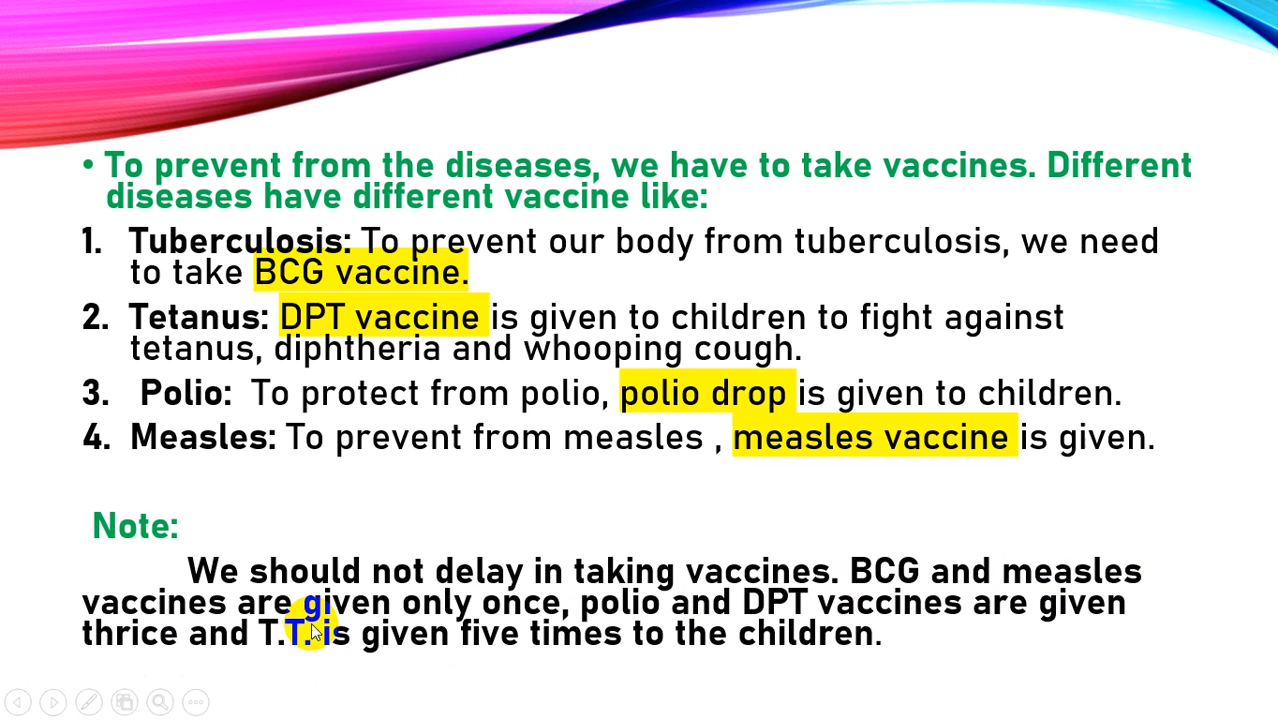 • To prevent from the diseases, we have to take vaccines. Different
diseases have different vaccine like:
1. Tuberculosis: To prevent our body from tuberculosis, we need
to take BCG vaccine.
2. Tetanus: DPT vaccine is given to children to fight against
tetanus, diphtheria and whooping cough.
3. Polio: To protect from polio, polio drop is given to children.
4. Measles: To prevent from measles , measles vaccine is given.
Note:
We should not delay in taking vaccines. BCG and measles
vaccines are given only once, polio and DPT vaccines are given
thrice and T.T. is given five times to the children.